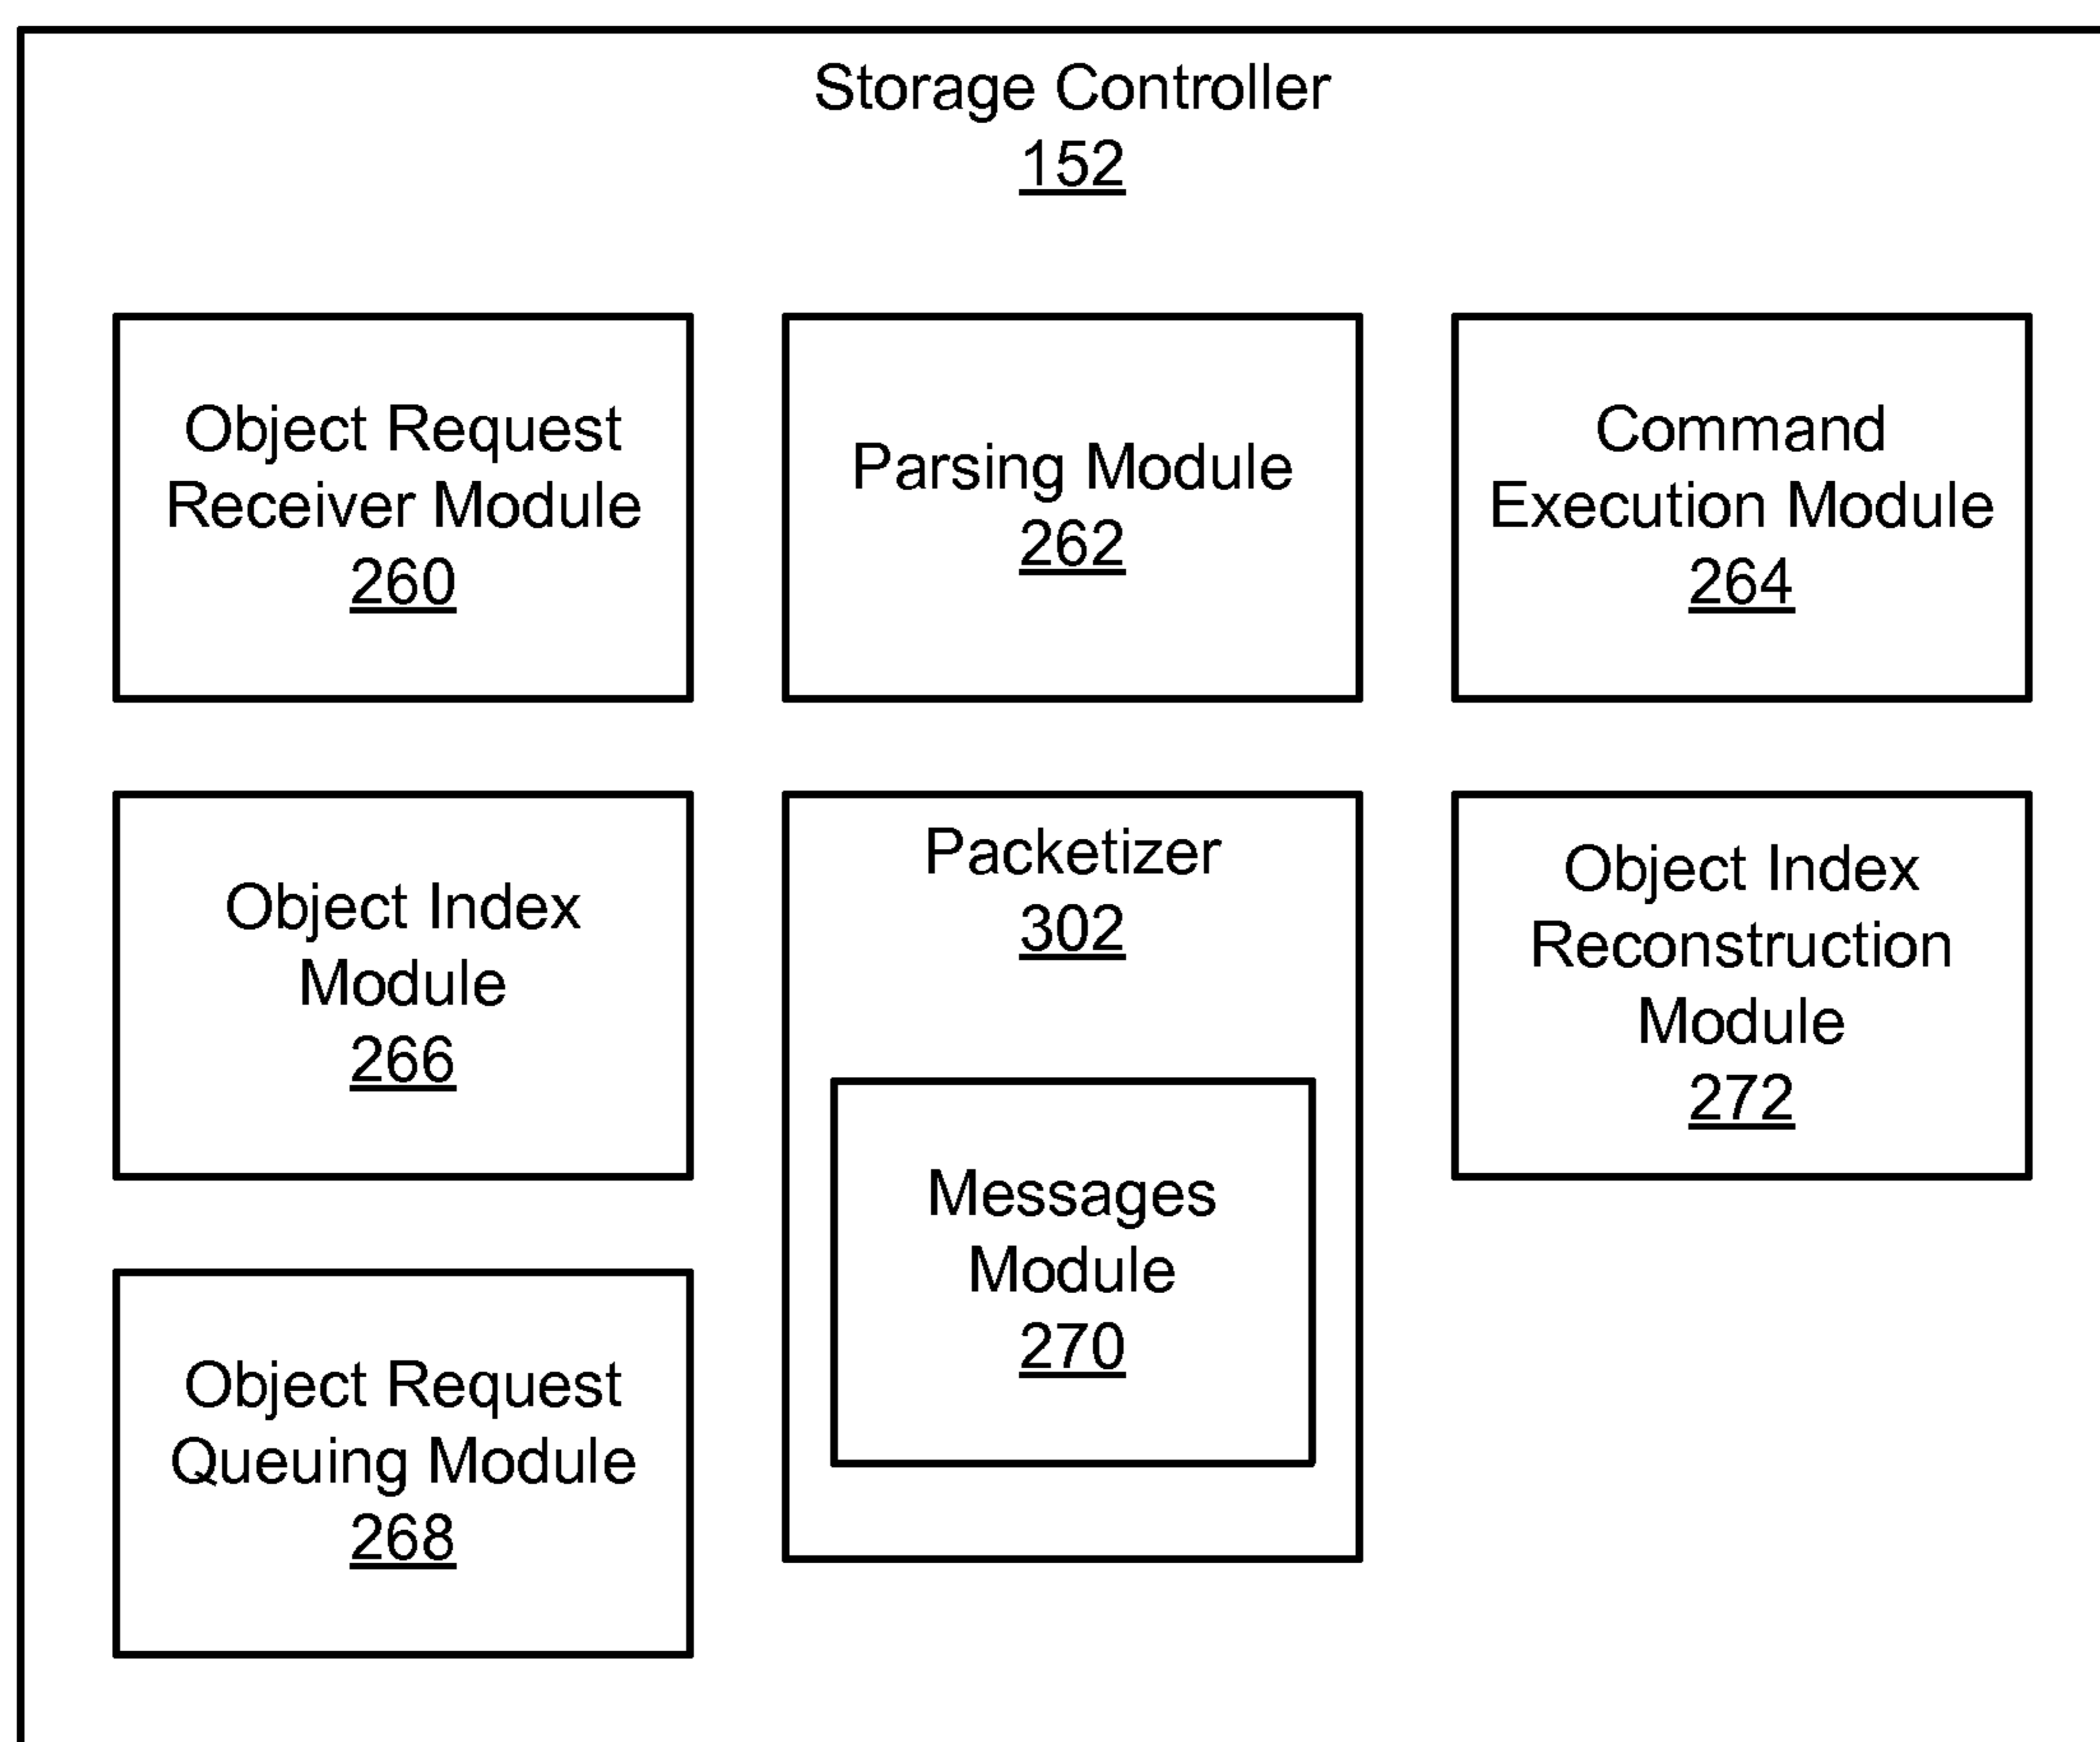 Storage Controller
152
Object Request
Receiver Module
260
Parsing Module
262
Command
Execution Module
264
Object Index
Module
266
Packetizer
302
Messages
Module
270
Object Index
Reconstruction
Module
272
Object Request
Queuing Module
268